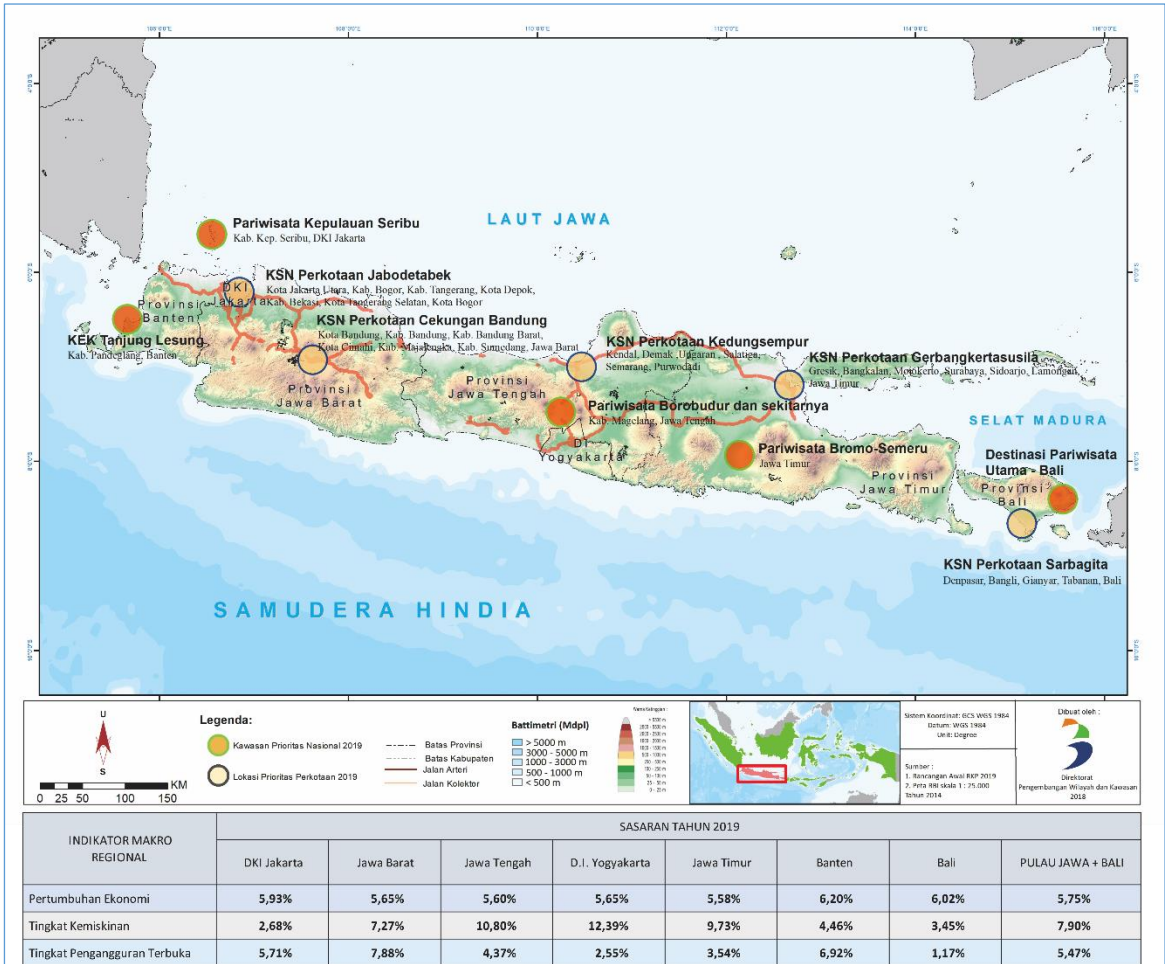 LAUT JAWA
Pariwisata Kepulauan Seribu
Kab. Kep. Seribu, DKI Jakarta
KSN Perkotaan Jabodetabek
Kota Jakarta Utara, Kab. Bogor, Kab. Tangerang, Kota Depok,
Kab. Bekasi, Kota Tangerang Selatan, Kota Bogor
DKI
Jakarta
Provinsi
Banten
KEK Tanjung Lesung
Kab. Pandeglang, Banten
KSN Perkotaan Cekungan Bandung
Kota Bandung, Kab. Bandung, Kab. Bandung Barat,
Kota Cimahi, Kab. Majalengka, Kab. Sumedang, Jawa Barat
Provinsi
Jawa Barat
KSN Perkotaan Kedungsempur
Kendal, Demak, Ungaran, Salatiga,
Semarang, Purwodadi
KSN Perkotaan Gerbangkertasusila
Gresik, Bangkalan, Mojokerto, Surabaya, Sidoarjo, Lamongan,
Jawa Timur
Provinsi
Jawa Tengah
Pariwisata Borobudur dan sekitarnya
Kab. Magelang, Jawa Tengah
DI
Yogyakarta
Pariwisata Bromo-Semeru
Jawa Timur
Provinsi
Jawa Timur
SELAT MADURA
Destinasi Pariwisata
Utama - Bali
Provinsi
Bali
KSN Perkotaan Sarbagita
Denpasar, Bangli, Gianyar, Tabanan, Bali
SAMUDERA HINDIA
U
S
0 25 50 100 150 KM
Legenda:
Kawasan Prioritas Nasional 2019
Lokasi Prioritas Perkotaan 2019
Batas Provinsi
Batas Kabupaten
Jalan Arteri
Jalan Kolektor
Battimetri (Mdpl)
> 5000 m
3000 - 5000 m
1000 - 3000 m
500 - 1000 m
< 500 m
Sistem Koordinat: GCS WGS 1984
Datum: WGS 1984
Unit: Degree
Sumber :
1. Rancangan Awal RKP 2019
2. Peta RBI skala 1 : 25.000
Tahun 2014
Dibuat oleh :
Direktorat
Pengembangan Wilayah dan Kawasan
2018
INDIKATOR MAKRO REGIONAL
SASARAN TAHUN 2019
DKI Jakarta Jawa Barat Jawa Tengah D.I. Yogyakarta Jawa Timur Banten Bali PULAU JAWA + BALI
Pertumbuhan Ekonomi 5,93% 5,65% 5,60% 5,65% 5,58% 6,20% 6,02% 5,75%
Tingkat Kemiskinan 2,68% 7,27% 10,80% 12,39% 9,73% 4,46% 3,45% 7,90%
Tingkat Pengangguran Terbuka 5,71% 7,88% 4,37% 2,55% 3,54% 6,92% 1,17% 5,47%